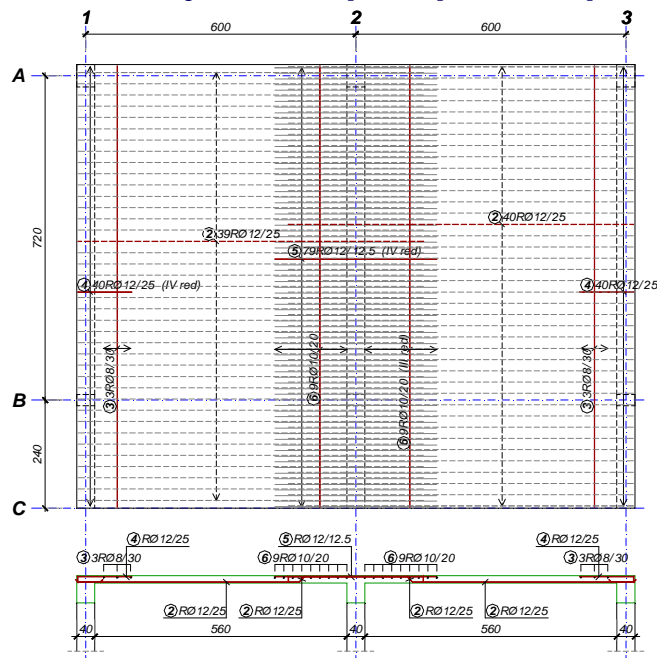 1 2 3
600 600
A
②39RØ12/25
②40RØ12/25
720
⑤79RØ12/12.5 (IV red)
④40RØ12/25 (IV red)
④40RØ12/25
③3RØ8/30
⑥9RØ10/20
⑥9RØ10/20 (III red)
③3RØ8/30
B
240
C
④RØ12/25 ⑤RØ12/12.5 ④RØ12/25
③3RØ8/30 ⑥9RØ10/20 ⑥9RØ10/20 ③3RØ8/30
②RØ12/25 ②RØ12/25 ②RØ12/25 ②RØ12/25
40 560 40 560 40